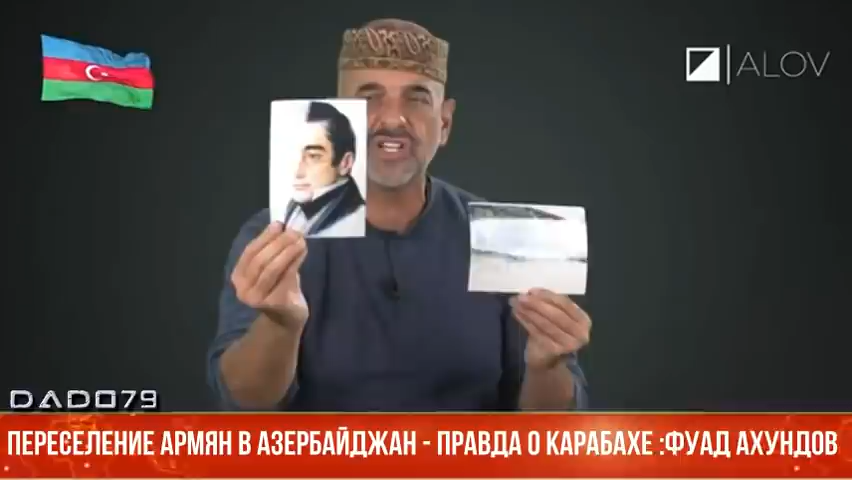 ALOV
DADO79
ПЕРЕСЕЛЕНИЕ АРМЯН В АЗЕРБАЙДЖАН - ПРАВДА О КАРАБАХЕ :ФУАД АХУНДОВ